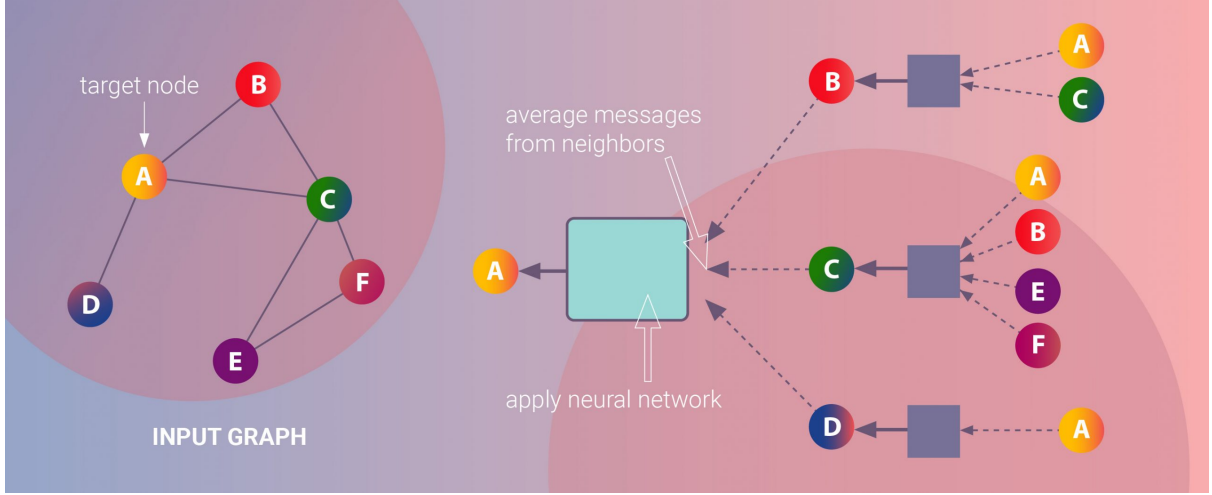 target node
A
B
C
D
E
F
INPUT GRAPH
average messages
from neighbors
apply neural network
A
B
A
C
C
A
B
E
F
D
A